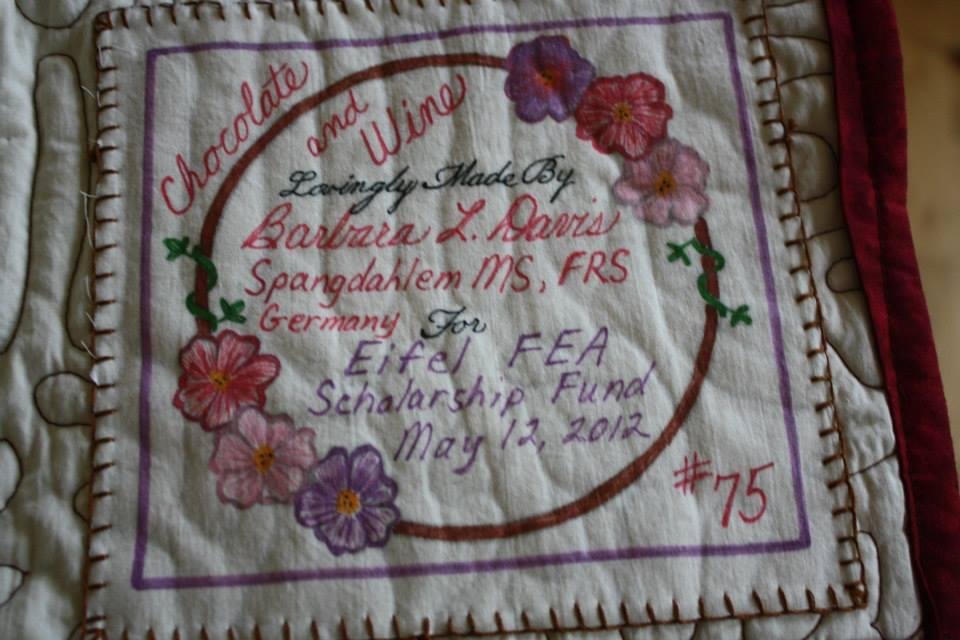 Chocolate
and
Wine
Lovingly Made By
Barbara L. Davis
Spangdahlem MS, FRS
Germany For
Eifel FEA
Scholarship Fund
May 12, 2012
#75